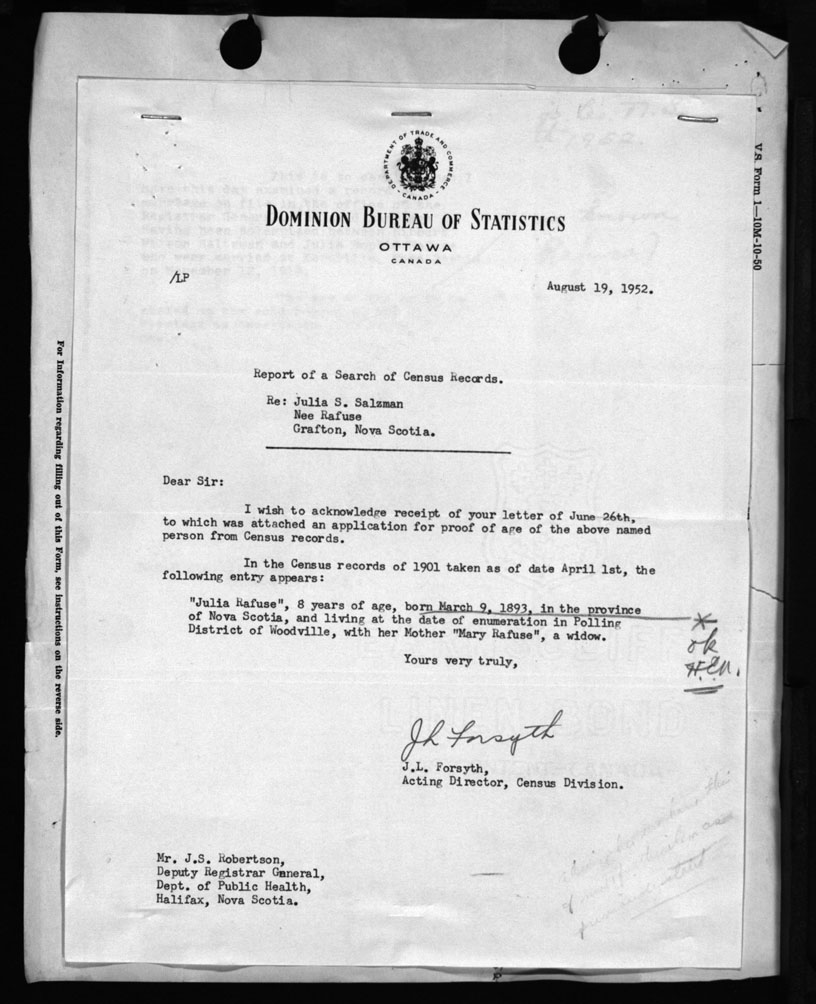 DEPARTMENT OF TRADE AND COMMERCE
CANADA
DOMINION BUREAU OF STATISTICS
OTTAWA
CANADA
/LP
August 19, 1952.
Report of a Search of Census Records.
Re: Julia S. Salzman
Nee Rafuse
Grafton, Nova Scotia.
Dear Sir:
I wish to acknowledge receipt of your letter of June 26th,
to which was attached an application for proof of age of the above named
person from Census records.
In the Census records of 1901 taken as of date April 1st, the
following entry appears:
"Julia Rafuse", 8 years of age, born March 9, 1893, in the province
of Nova Scotia, and living at the date of enumeration in Polling
District of Woodville, with her Mother "Mary Rafuse", a widow.
* ok H.E.N.
Yours very truly,
JL Forsyth
J.L. Forsyth,
Acting Director, Census Division.
Mr. J.S. Robertson,
Deputy Registrar General,
Dept. of Public Health,
Halifax, Nova Scotia.
V.S. Form 1—10M-10-50
For information regarding filling out of this Form, see instructions on the reverse side.